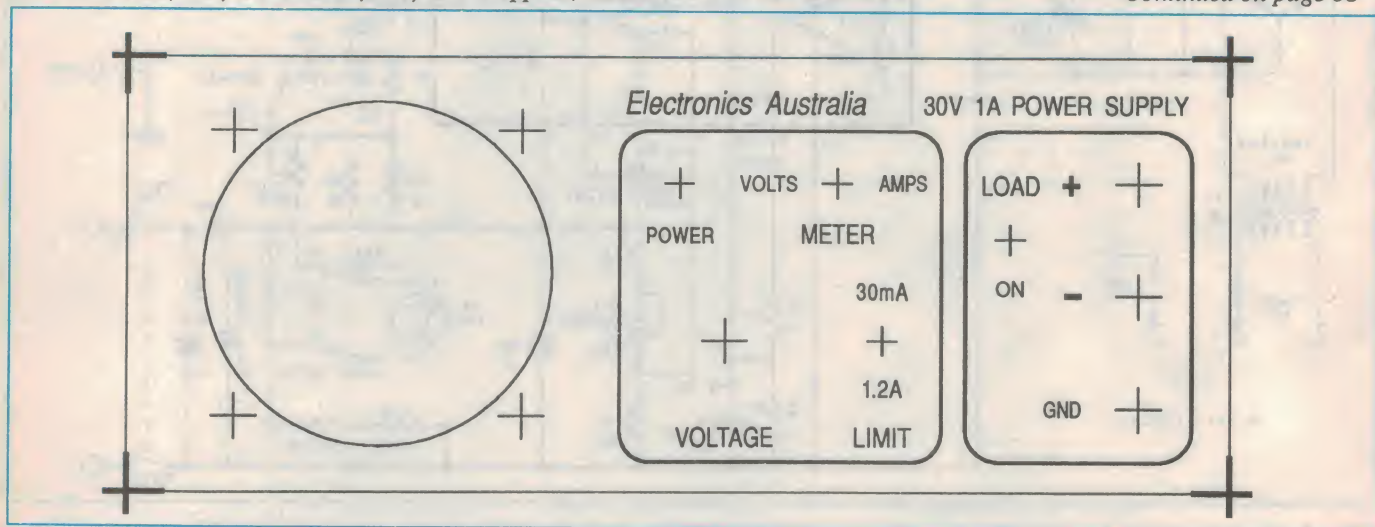 Electronics Australia 30V 1A POWER SUPPLY
VOLTS AMPS LOAD +
POWER METER
30mA ON -
1.2A
GND
VOLTAGE LIMIT